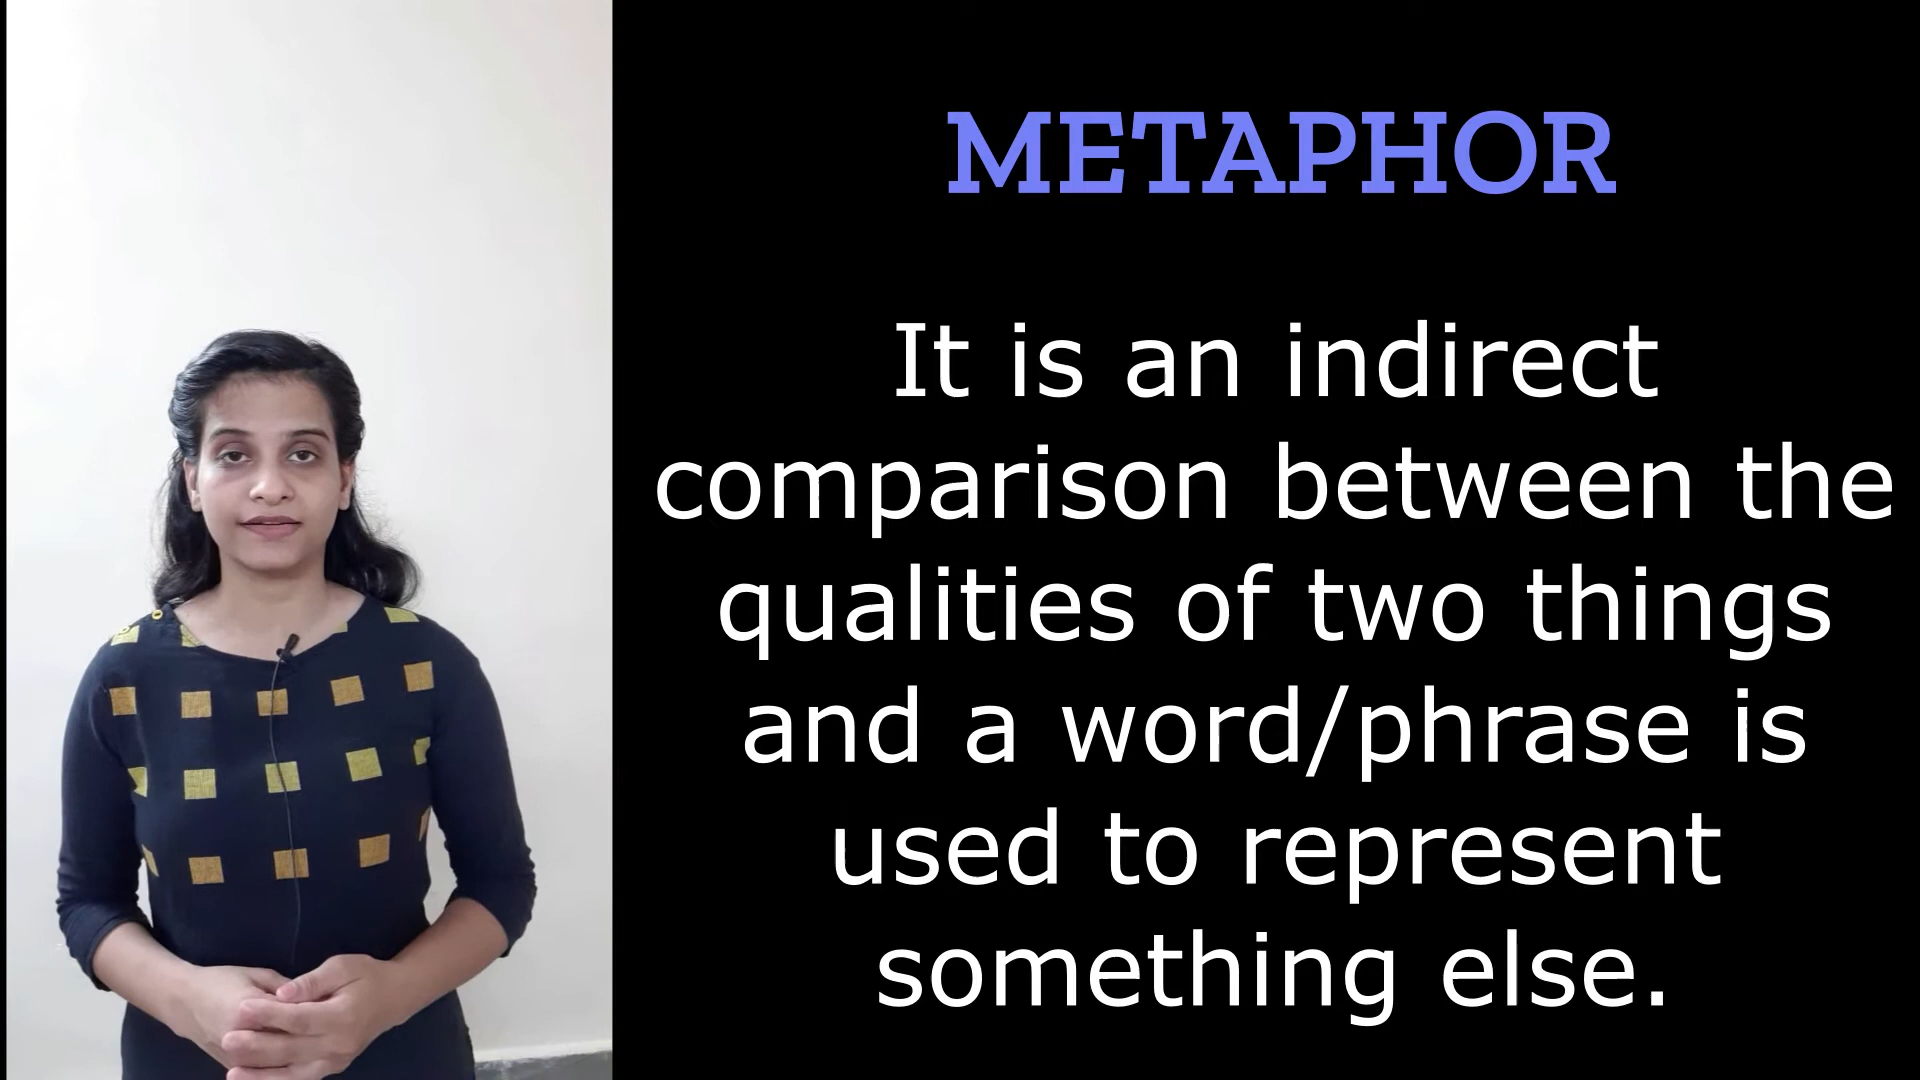 METAPHOR
It is an indirect
comparison between the
qualities of two things
and a word/phrase is
used to represent
something else.